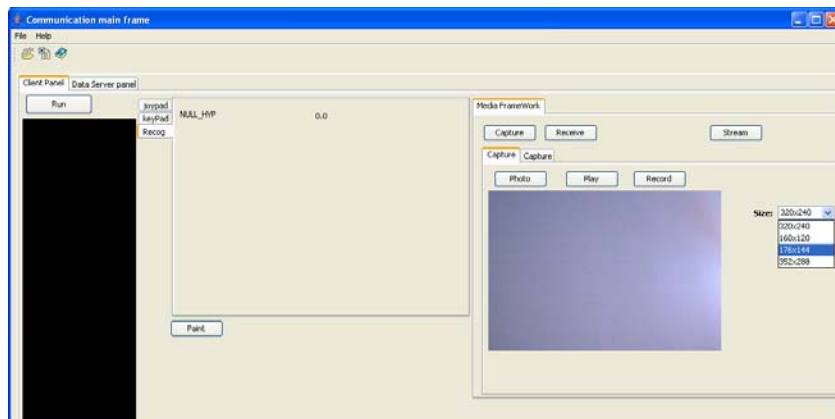 Communication main frame
File Help
Client Panel Data Server panel
Run
joypad
keyPad
Recog
NULL_HYP 0.0
Paint
Media FrameWork
Capture Receive Stream
Capture Capture
Photo Play Record
Size: 320x240
320x240
160x120
176x144
352x288